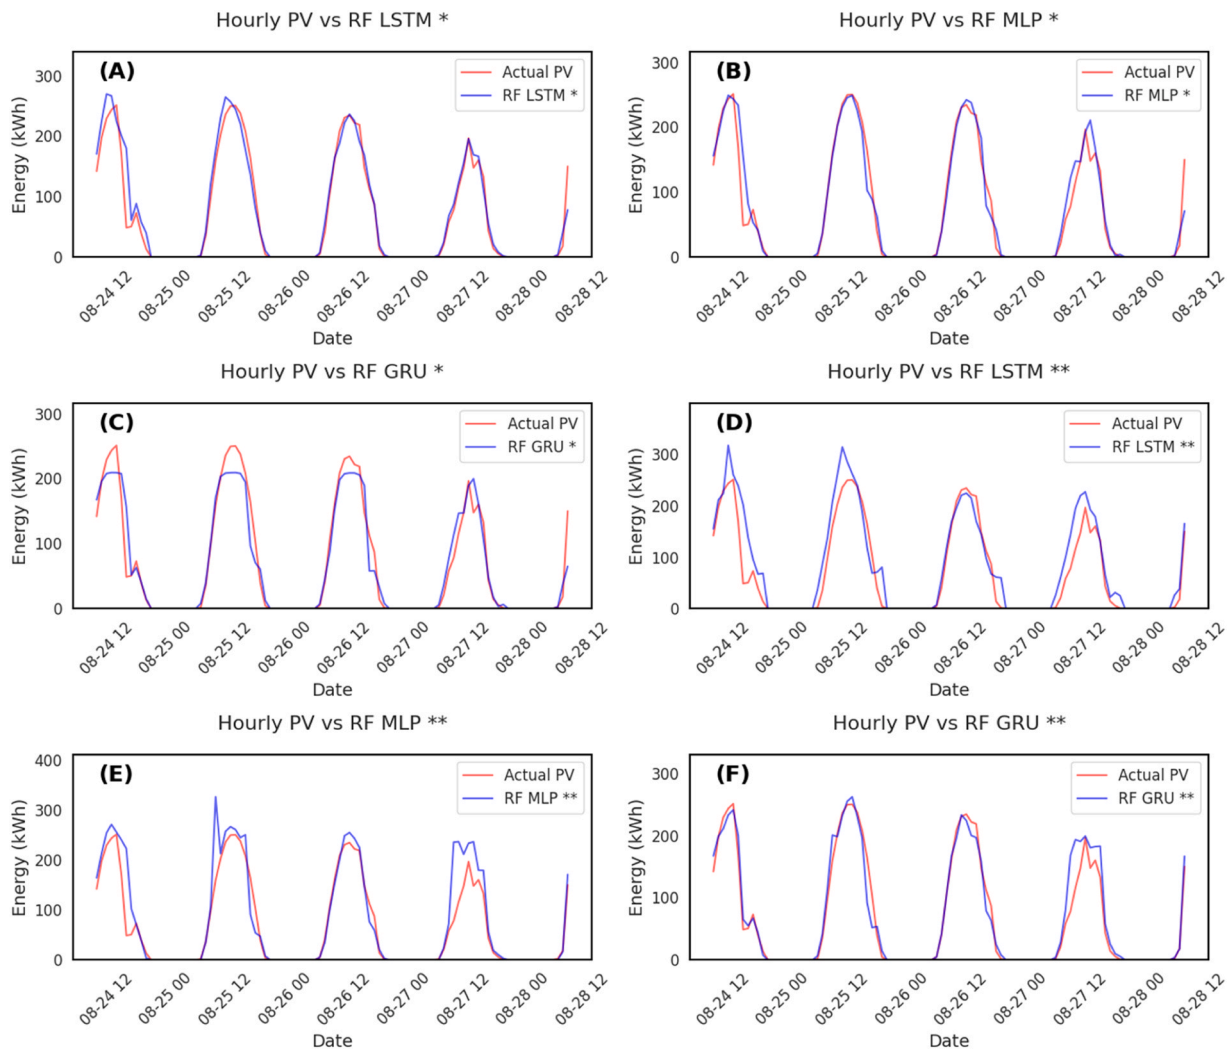 Hourly PV vs RF LSTM *
(A)
Actual PV
RF LSTM *
Energy (kWh)
300
200
100
0
08-24 12
08-25 00
08-25 12
08-26 00
08-26 12
08-27 00
08-27 12
08-28 00
08-28 12
Date
Hourly PV vs RF MLP *
(B)
Actual PV
RF MLP *
Energy (kWh)
300
200
100
0
08-24 12
08-25 00
08-25 12
08-26 00
08-26 12
08-27 00
08-27 12
08-28 00
08-28 12
Date
Hourly PV vs RF GRU *
(C)
Actual PV
RF GRU *
Energy (kWh)
300
200
100
0
08-24 12
08-25 00
08-25 12
08-26 00
08-26 12
08-27 00
08-27 12
08-28 00
08-28 12
Date
Hourly PV vs RF LSTM **
(D)
Actual PV
RF LSTM **
Energy (kWh)
300
200
100
0
08-24 12
08-25 00
08-25 12
08-26 00
08-26 12
08-27 00
08-27 12
08-28 00
08-28 12
Date
Hourly PV vs RF MLP **
(E)
Actual PV
RF MLP **
Energy (kWh)
400
300
200
100
0
08-24 12
08-25 00
08-25 12
08-26 00
08-26 12
08-27 00
08-27 12
08-28 00
08-28 12
Date
Hourly PV vs RF GRU **
(F)
Actual PV
RF GRU **
Energy (kWh)
300
200
100
0
08-24 12
08-25 00
08-25 12
08-26 00
08-26 12
08-27 00
08-27 12
08-28 00
08-28 12
Date